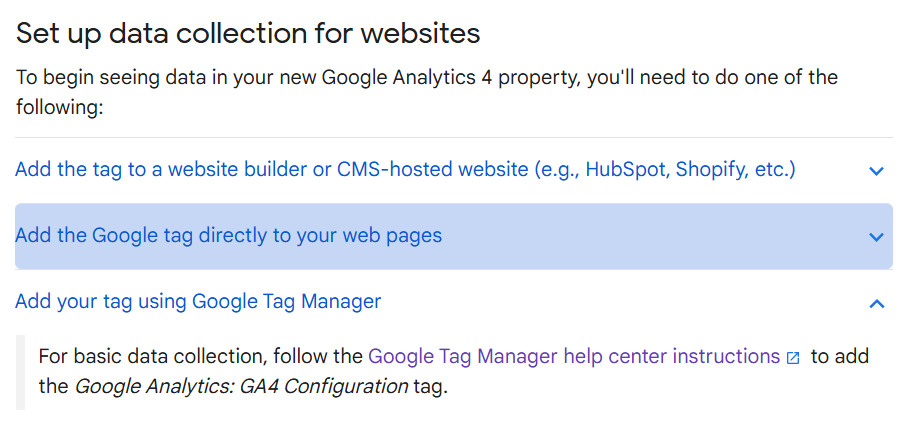 Set up data collection for websites
To begin seeing data in your new Google Analytics 4 property, you'll need to do one of the
following:
Add the tag to a website builder or CMS-hosted website (e.g., HubSpot, Shopify, etc.)
Add the Google tag directly to your web pages
Add your tag using Google Tag Manager
For basic data collection, follow the Google Tag Manager help center instructions to add
the Google Analytics: GA4 Configuration tag.